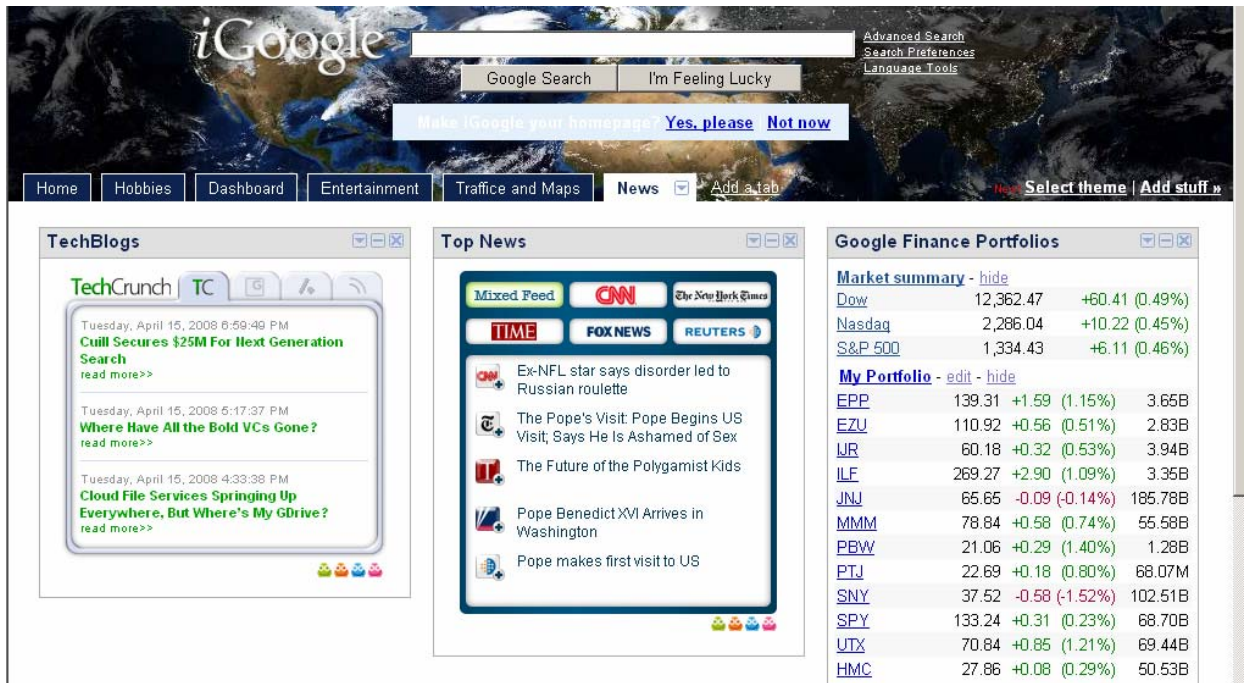 iGoogle
Advanced Search
Search Preferences
Language Tools
Google Search I'm Feeling Lucky
Make iGoogle your homepage? Yes, please | Not now
Home Hobbies Dashboard Entertainment Traffice and Maps News Add a tab New! Select theme | Add stuff »
TechBlogs
TechCrunch TC G
Tuesday, April 15, 2008 6:59:49 PM
Cuill Secures $25M For Next Generation
Search
read more>>
Tuesday, April 15, 2008 5:17:37 PM
Where Have All the Bold VCs Gone?
read more>>
Tuesday, April 15, 2008 4:33:38 PM
Cloud File Services Springing Up
Everywhere, But Where's My GDrive?
read more>>
Top News
Mixed Feed CNN The New York Times
TIME FOX NEWS REUTERS
CNN Ex-NFL star says disorder led to
Russian roulette
The Pope's Visit: Pope Begins US
Visit; Says He Is Ashamed of Sex
The Future of the Polygamist Kids
Pope Benedict XVI Arrives in
Washington
Pope makes first visit to US
Google Finance Portfolios
Market summary - hide
Dow 12,362.47 +60.41 (0.49%)
Nasdaq 2,286.04 +10.22 (0.45%)
S&P 500 1,334.43 +6.11 (0.46%)
My Portfolio - edit - hide
EPP 139.31 +1.59 (1.15%) 3.65B
EZU 110.92 +0.56 (0.51%) 2.83B
IJR 60.18 +0.32 (0.53%) 3.94B
ILF 269.27 +2.90 (1.09%) 3.35B
JNJ 65.65 -0.09 (-0.14%) 185.78B
MMM 78.84 +0.58 (0.74%) 55.58B
PBW 21.06 +0.29 (1.40%) 1.28B
PTJ 22.69 +0.18 (0.80%) 68.07M
SNY 37.52 -0.58 (-1.52%) 102.51B
SPY 133.24 +0.31 (0.23%) 68.70B
UTX 70.84 +0.85 (1.21%) 69.44B
HMC 27.86 +0.08 (0.29%) 50.53B